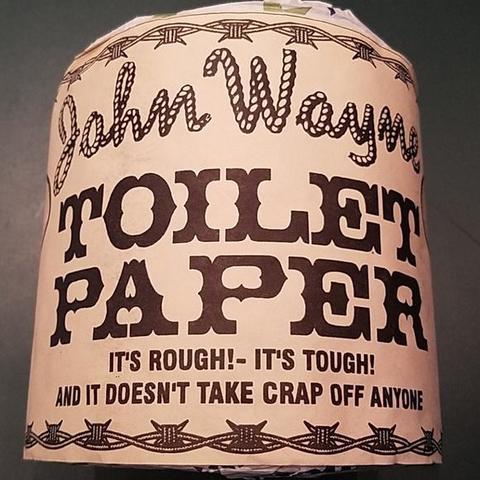 John Wayne
TOILET
PAPER
IT'S ROUGH!- IT'S TOUGH!
AND IT DOESN'T TAKE CRAP OFF ANYONE